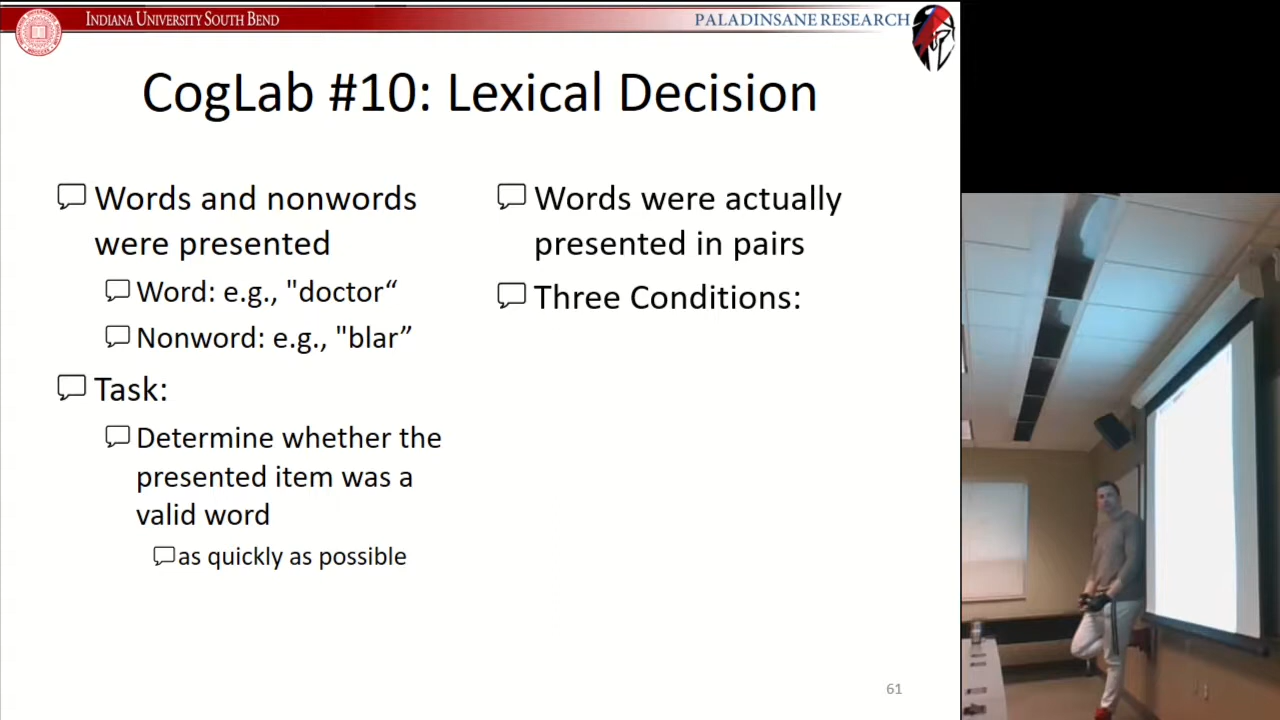 INDIANA UNIVERSITY SOUTH BEND
PALADINSANE RESEARCH
CogLab #10: Lexical Decision
Words and nonwords
were presented
Word: e.g., "doctor“
Nonword: e.g., "blar”
Task:
Determine whether the
presented item was a
valid word
as quickly as possible
Words were actually
presented in pairs
Three Conditions:
61